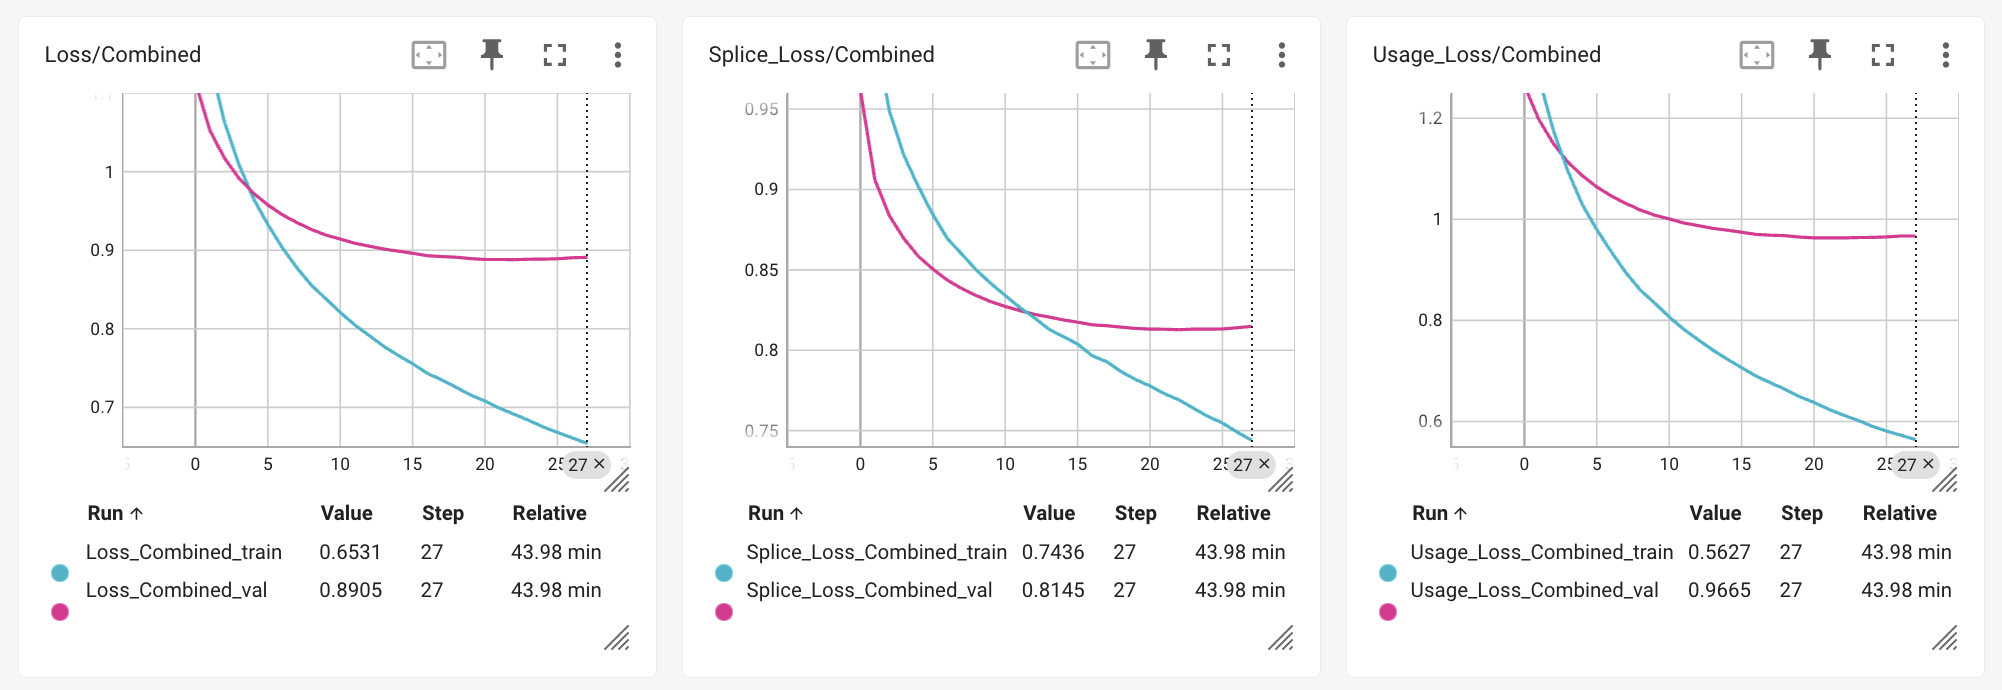 Loss/Combined
1
0.9
0.8
0.7
0 5 10 15 20 25 27 ×
Run ↑ Value Step Relative
Loss_Combined_train 0.6531 27 43.98 min
Loss_Combined_val 0.8905 27 43.98 min
Splice_Loss/Combined
0.95
0.9
0.85
0.8
0.75
0 5 10 15 20 27 ×
Run ↑ Value Step Relative
Splice_Loss_Combined_train 0.7436 27 43.98 min
Splice_Loss_Combined_val 0.8145 27 43.98 min
Usage_Loss/Combined
1.2
1
0.8
0.6
0 5 10 15 20 27 ×
Run ↑ Value Step Relative
Usage_Loss_Combined_train 0.5627 27 43.98 min
Usage_Loss_Combined_val 0.9665 27 43.98 min